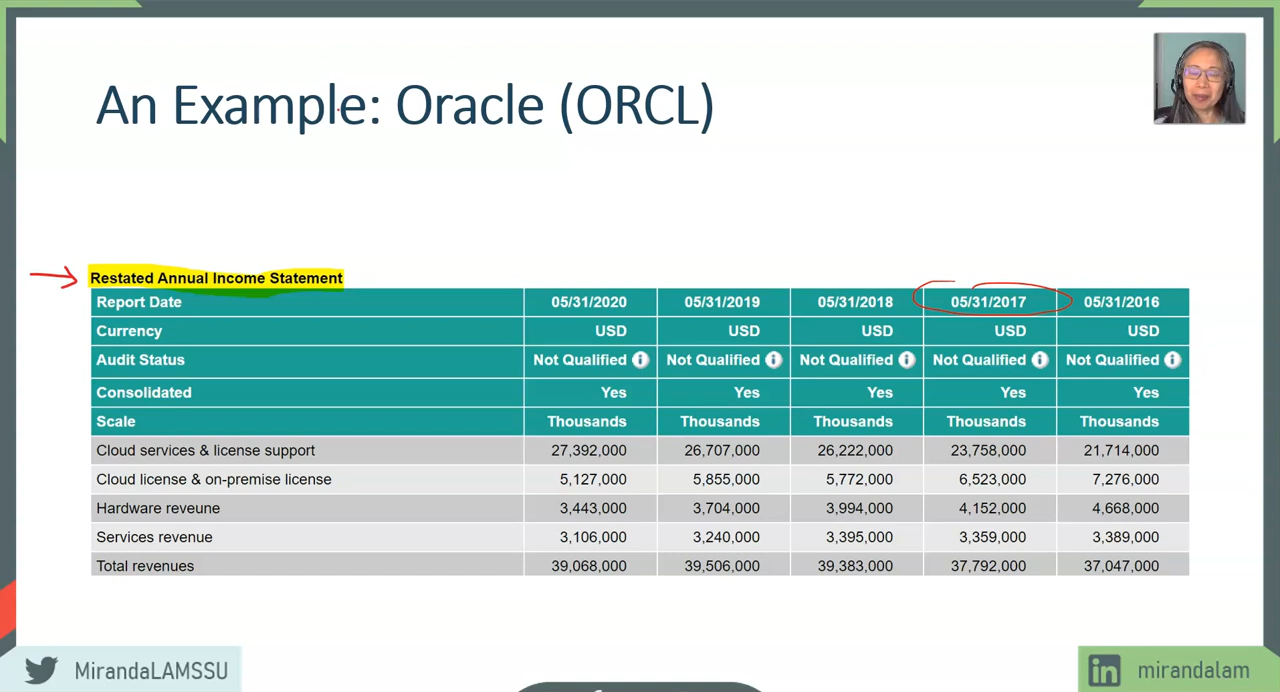 An Example: Oracle (ORCL)
Restated Annual Income Statement
Report Date 05/31/2020 05/31/2019 05/31/2018 05/31/2017 05/31/2016
Currency USD USD USD USD USD
Audit Status Not Qualified Not Qualified Not Qualified Not Qualified Not Qualified
Consolidated Yes Yes Yes Yes Yes
Scale Thousands Thousands Thousands Thousands Thousands
Cloud services & license support 27,392,000 26,707,000 26,222,000 23,758,000 21,714,000
Cloud license & on-premise license 5,127,000 5,855,000 5,772,000 6,523,000 7,276,000
Hardware reveune 3,443,000 3,704,000 3,994,000 4,152,000 4,668,000
Services revenue 3,106,000 3,240,000 3,395,000 3,359,000 3,389,000
Total revenues 39,068,000 39,506,000 39,383,000 37,792,000 37,047,000
MirandaLAMSSU
in mirandalam